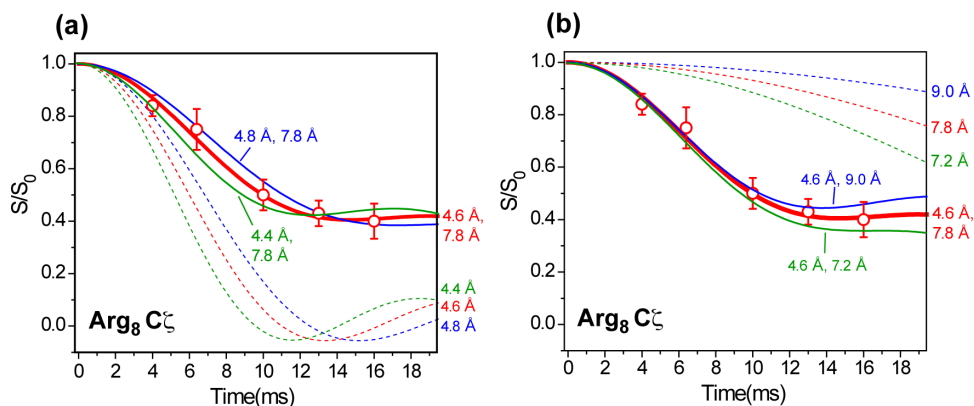 (a)
S/S0
1.0
0.8
0.6
0.4
0.2
0.0
4.8 Å, 7.8 Å
4.4 Å,
7.8 Å
4.6 Å,
7.8 Å
4.4 Å
4.6 Å
4.8 Å
Arg8 Cζ
0 2 4 6 8 10 12 14 16 18
Time(ms)
(b)
S/S0
1.0
0.8
0.6
0.4
0.2
0.0
9.0 Å
7.8 Å
7.2 Å
4.6 Å, 9.0 Å
4.6 Å,
7.8 Å
4.6 Å, 7.2 Å
Arg8 Cζ
0 2 4 6 8 10 12 14 16 18
Time(ms)